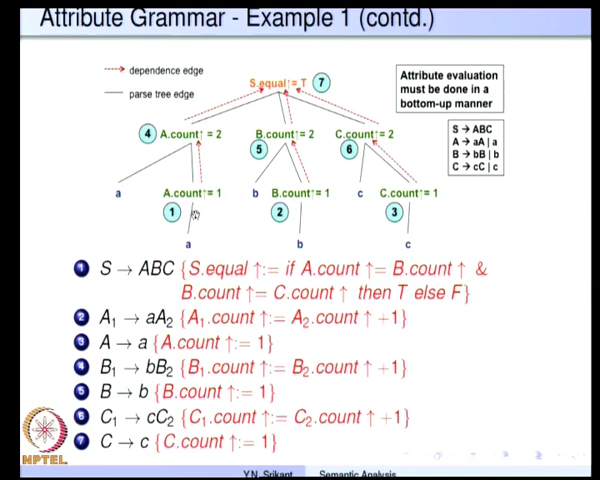 Attribute Grammar - Example 1 (contd.)
dependence edge
parse tree edge
S.equal↑= T 7
Attribute evaluation
must be done in a
bottom-up manner
4 A.count↑ = 2
B.count↑ = 2
5
C.count↑= 2
6
S → ABC
A → aA | a
B → bB | b
C → cC | c
a
A.count↑= 1
b
B.count↑ = 1
c
C.count↑= 1
1
2
3
a
b
c
1 S → ABC {S.equal ↑:= if A.count ↑= B.count ↑ &
B.count ↑= C.count ↑ then T else F}
2 A₁ → aA₂ {A₁.count ↑:= A₂.count ↑ +1}
3 A → a {A.count ↑:= 1}
4 B₁ → bB₂ {B₁.count ↑:= B₂.count ↑ +1}
5 B → b {B.count ↑:= 1}
6 C₁ → cC₂ {C₁.count ↑:= C₂.count ↑ +1}
7 C → c {C.count ↑:= 1}
NPTEL
Y.N. Srikant Semantic Analysis